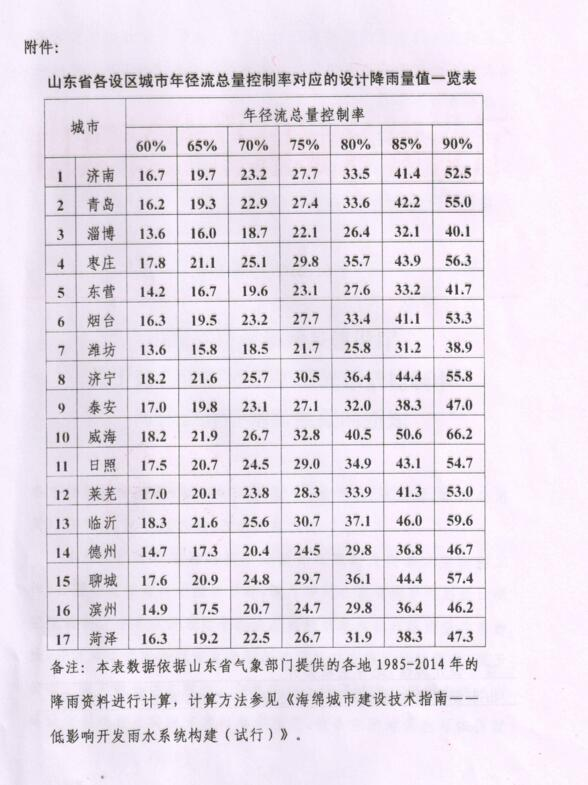 附件：
山东省各设区城市年径流总量控制率对应的设计降雨量值一览表
城市 年径流总量控制率
60% 65% 70% 75% 80% 85% 90%
1 济南 16.7 19.7 23.2 27.7 33.5 41.4 52.5
2 青岛 16.2 19.3 22.9 27.4 33.6 42.2 55.0
3 淄博 13.6 16.0 18.7 22.1 26.4 32.1 40.1
4 枣庄 17.8 21.1 25.1 29.8 35.7 43.9 56.3
5 东营 14.2 16.7 19.6 23.1 27.6 33.2 41.7
6 烟台 16.3 19.5 23.2 27.7 33.4 41.1 53.3
7 潍坊 13.6 15.8 18.5 21.7 25.8 31.2 38.9
8 济宁 18.2 21.6 25.7 30.5 36.4 44.4 55.8
9 泰安 17.0 19.8 23.1 27.1 32.0 38.3 47.0
10 威海 18.2 21.9 26.7 32.8 40.5 50.6 66.2
11 日照 17.5 20.7 24.5 29.0 34.9 43.1 54.7
12 莱芜 17.0 20.1 23.8 28.3 33.9 41.3 53.0
13 临沂 18.3 21.6 25.6 30.7 37.1 46.0 59.6
14 德州 14.7 17.3 20.4 24.5 29.8 36.8 46.7
15 聊城 17.6 20.9 24.8 29.7 36.1 44.4 57.4
16 滨州 14.9 17.5 20.7 24.7 29.8 36.4 46.2
17 菏泽 16.3 19.2 22.5 26.7 31.9 38.3 47.3
备注：本表数据依据山东省气象部门提供的各地 1985-2014 年的
降雨资料进行计算，计算方法参见《海绵城市建设技术指南——
低影响开发雨水系统构建（试行）》。